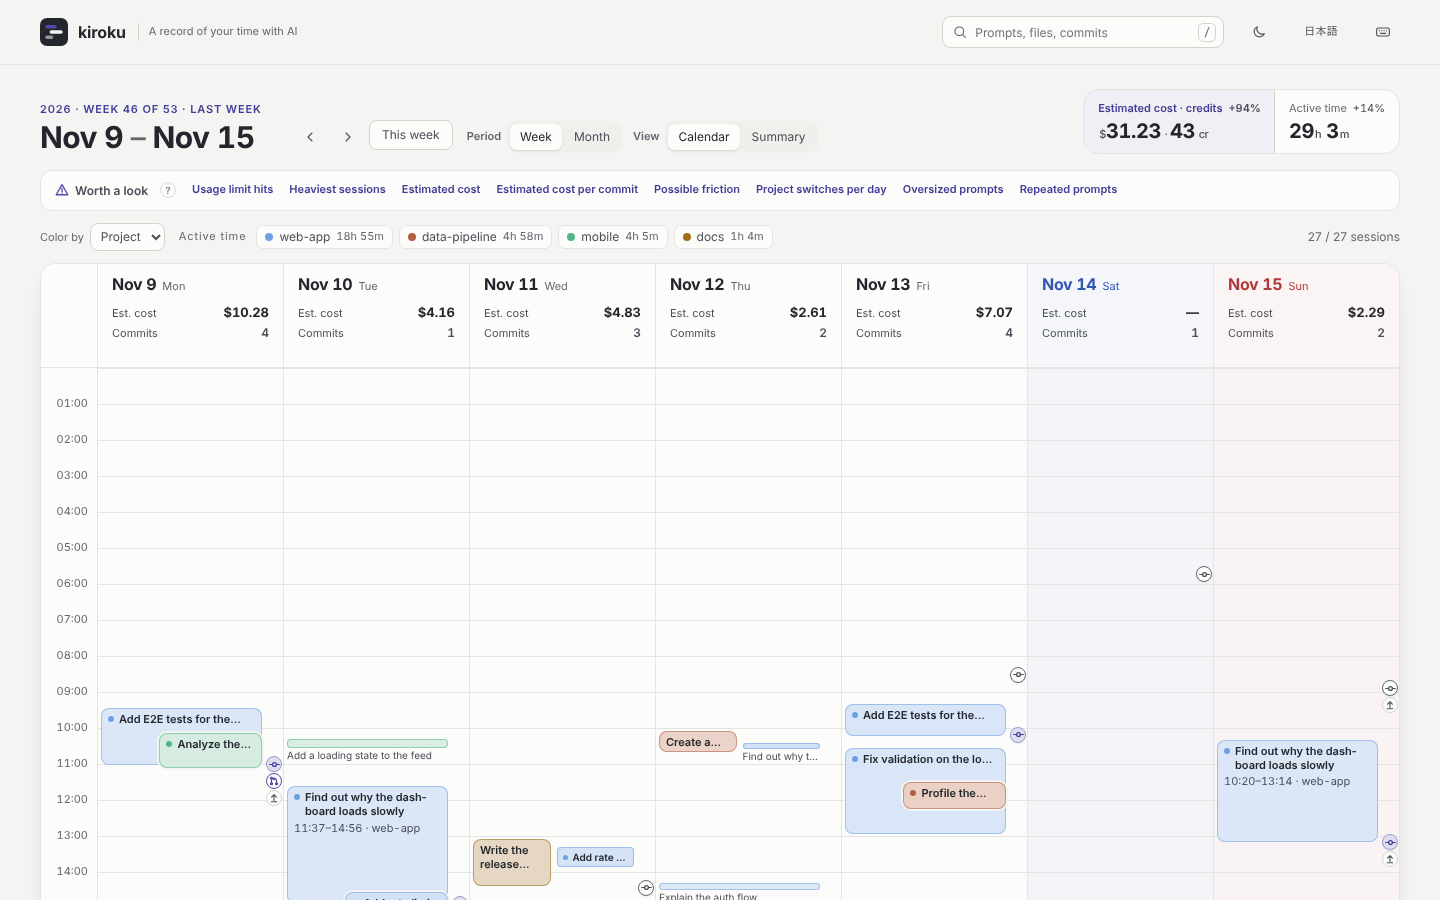 kiroku
A record of your time with AI
Prompts, files, commits
/
日本語
2026 · WEEK 46 OF 53 · LAST WEEK
Nov 9 – Nov 15
This week
Period
Week
Month
View
Calendar
Summary
Estimated cost · credits +94%
$31.23 · 43 cr
Active time +14%
29h 3m
Worth a look
?
Usage limit hits
Heaviest sessions
Estimated cost
Estimated cost per commit
Possible friction
Project switches per day
Oversized prompts
Repeated prompts
Color by
Project
Active time
web-app 18h 55m
data-pipeline 4h 58m
mobile 4h 5m
docs 1h 4m
27 / 27 sessions
Nov 9 Mon
Est. cost $10.28
Commits 4
Nov 10 Tue
Est. cost $4.16
Commits 1
Nov 11 Wed
Est. cost $4.83
Commits 3
Nov 12 Thu
Est. cost $2.61
Commits 2
Nov 13 Fri
Est. cost $7.07
Commits 4
Nov 14 Sat
Est. cost —
Commits 1
Nov 15 Sun
Est. cost $2.29
Commits 2
01:00
02:00
03:00
04:00
05:00
06:00
07:00
08:00
09:00
10:00
11:00
12:00
13:00
14:00
Add E2E tests for the…
Analyze the…
Add a loading state to the feed
Find out why the dash-
board loads slowly
11:37–14:56 · web-app
Write the
release…
Add rate …
Create a…
Find out why t…
Explain the auth flow
Add E2E tests for the…
Fix validation on the lo…
Profile the…
Find out why the dash-
board loads slowly
10:20–13:14 · web-app